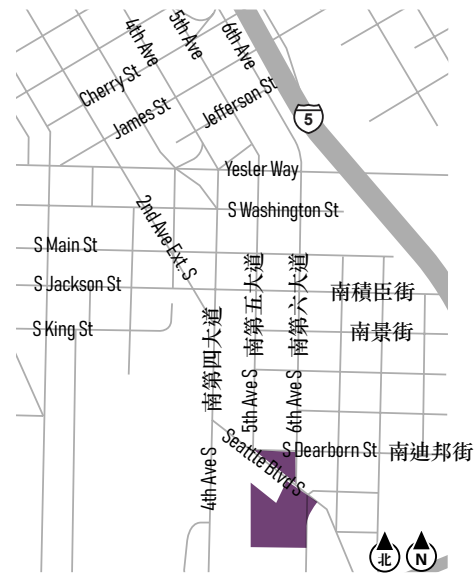 4th Ave
5th Ave
6th Ave
Cherry St
James St
Jefferson St
5
Yesler Way
S Washington St
2nd Ave Ext. S
S Main St
S Jackson St
南積臣街
S King St
南景街
南第四大道
南第五大道
南第六大道
4th Ave S
5th Ave S
6th Ave S
Seattle Blvd S
S Dearborn St 南迪邦街
北
N